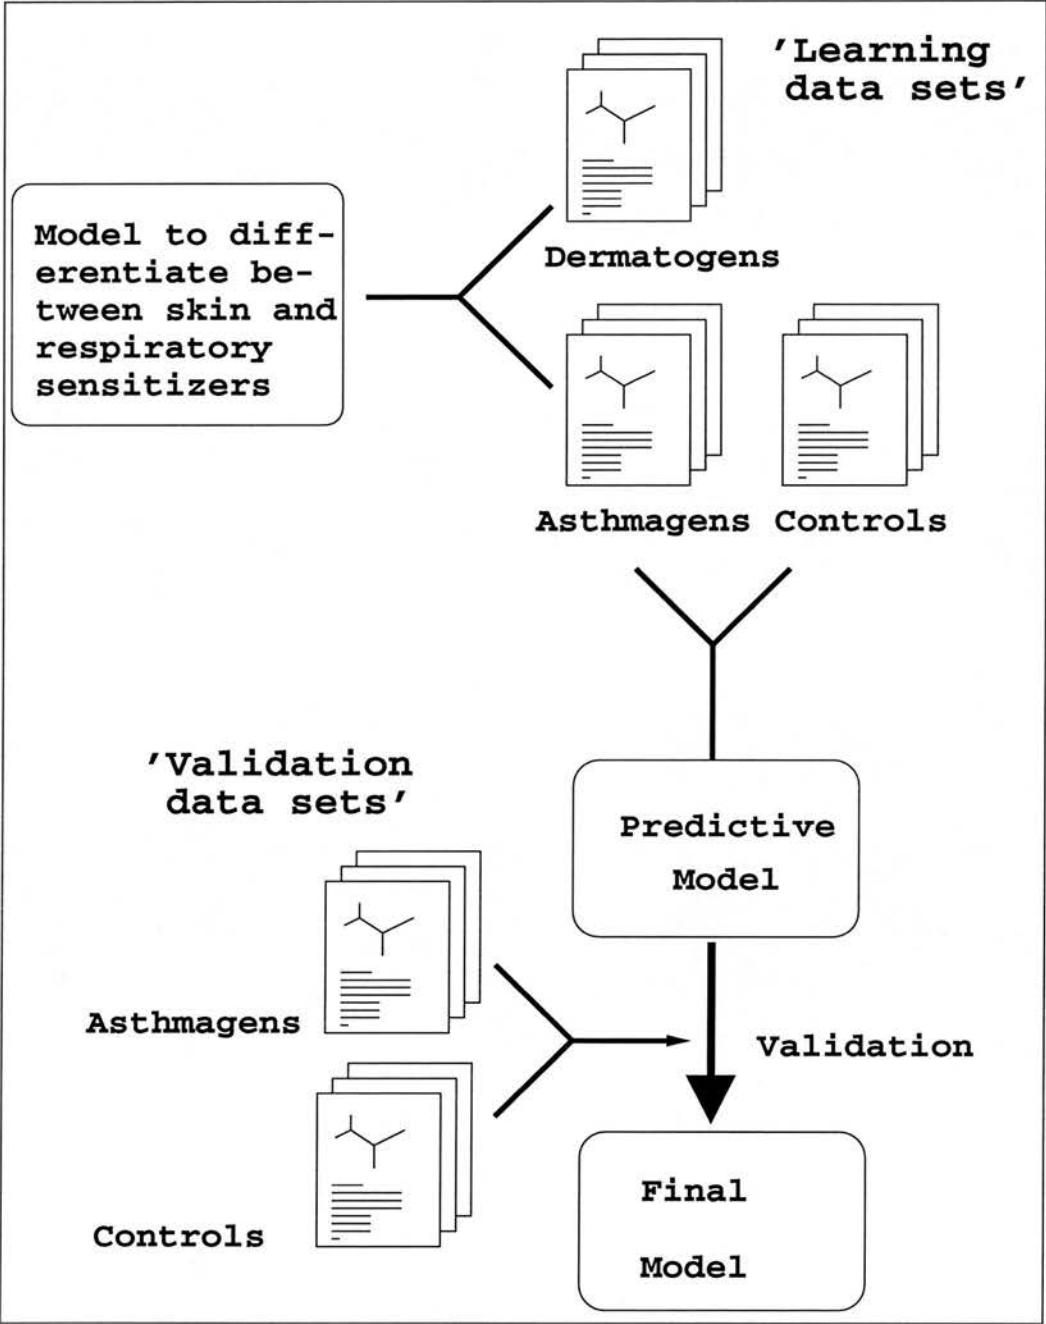 'Learning
data sets'
Model to diff-
erentiate be-
tween skin and
respiratory
sensitizers
Dermatogens
Asthmagens Controls
Predictive
Model
'Validation
data sets'
Asthmagens
Validation
Controls
Final
Model